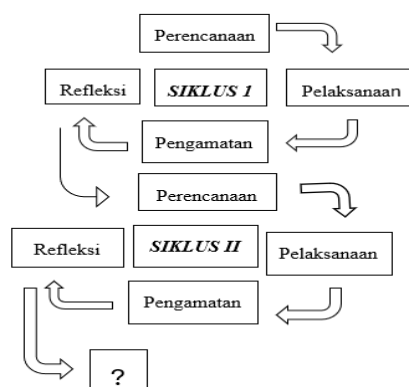 Perencanaan
Refleksi
SIKLUS 1
Pelaksanaan
Pengamatan
Perencanaan
Refleksi
SIKLUS II
Pelaksanaan
Pengamatan
?